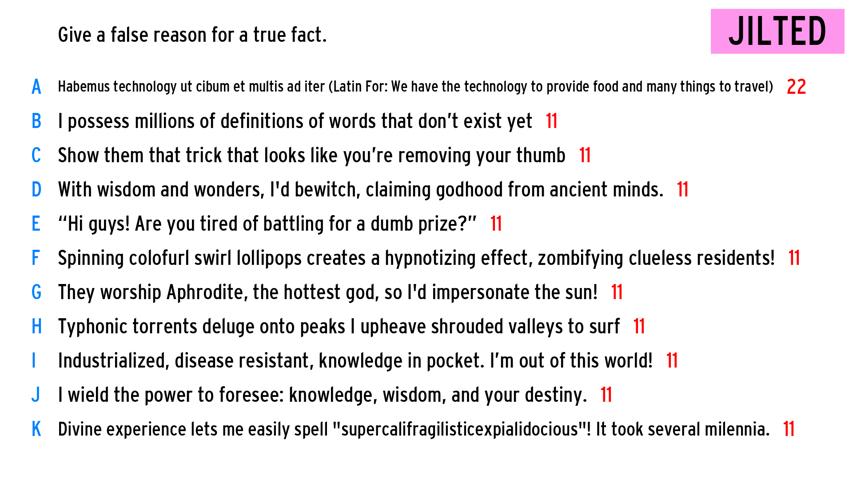 Give a false reason for a true fact.
JILTED
A Habemus technology ut cibum et multis ad iter (Latin For: We have the technology to provide food and many things to travel) 22
B I possess millions of definitions of words that don't exist yet 11
C Show them that trick that looks like you're removing your thumb 11
D With wisdom and wonders, I'd bewitch, claiming godhood from ancient minds. 11
E “Hi guys! Are you tired of battling for a dumb prize?” 11
F Spinning colofurl swirl lollipops creates a hypnotizing effect, zombifying clueless residents! 11
G They worship Aphrodite, the hottest god, so I'd impersonate the sun! 11
H Typhonic torrents deluge onto peaks I upheave shrouded valleys to surf 11
I Industrialized, disease resistant, knowledge in pocket. I'm out of this world! 11
J I wield the power to foresee: knowledge, wisdom, and your destiny. 11
K Divine experience lets me easily spell "supercalifragilisticexpialidocious"! It took several milennia. 11